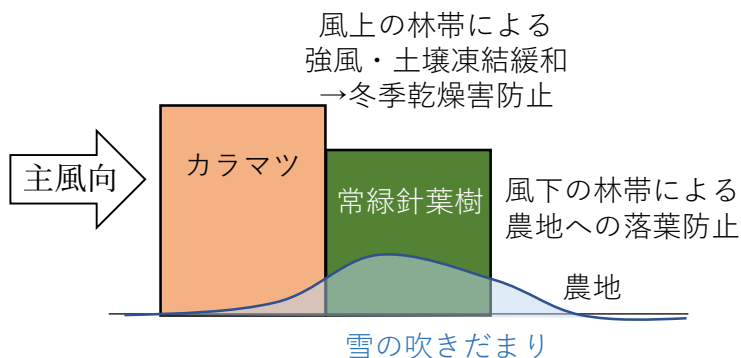 風上の林帯による
強風・土壌凍結緩和
→冬季乾燥害防止
主風向
カラマツ
常緑針葉樹
風下の林帯による
農地への落葉防止
農地
雪の吹きだまり